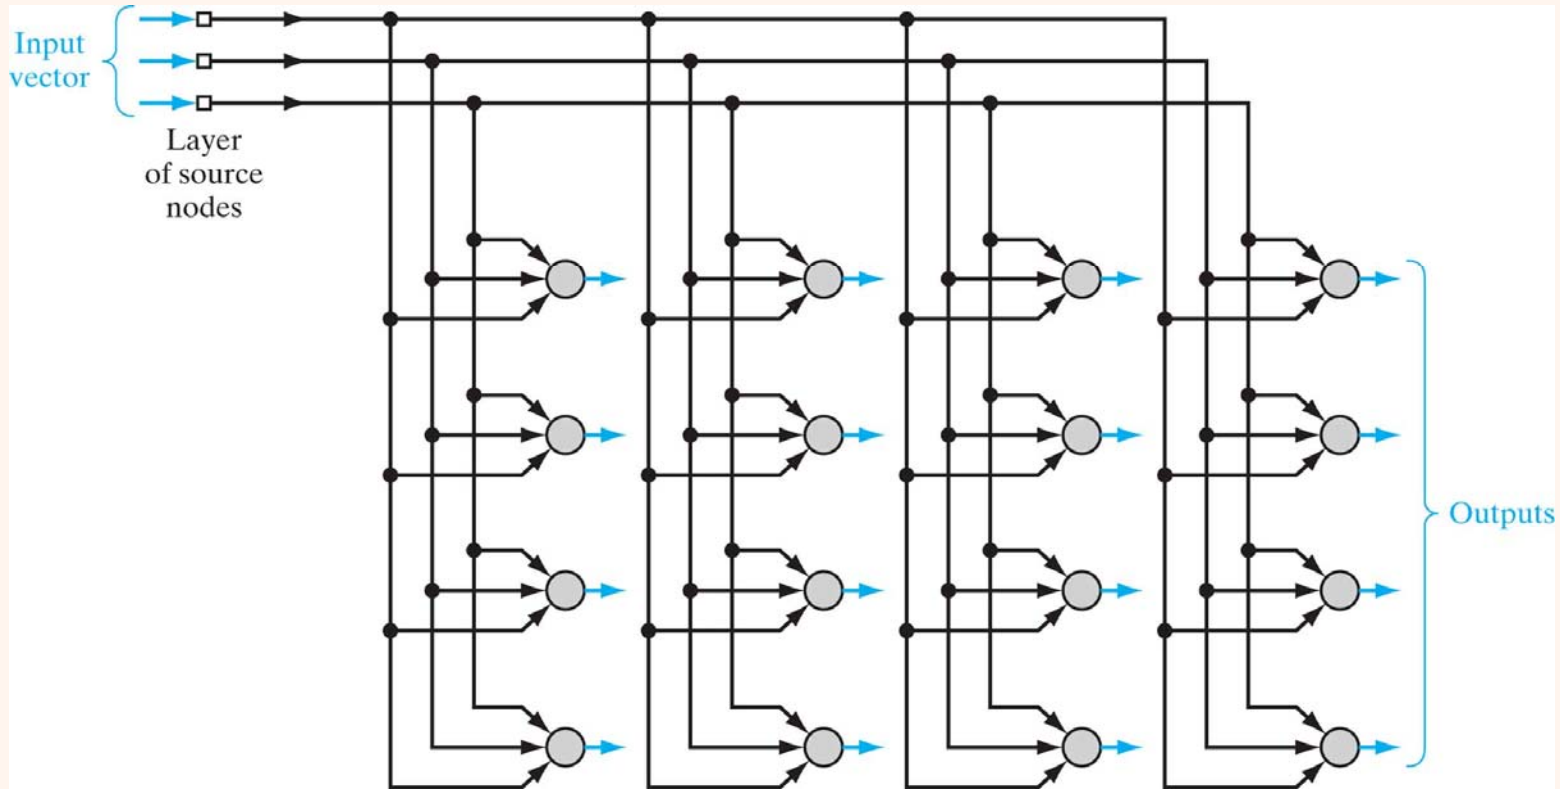 Input
vector
Layer
of source
nodes
Outputs